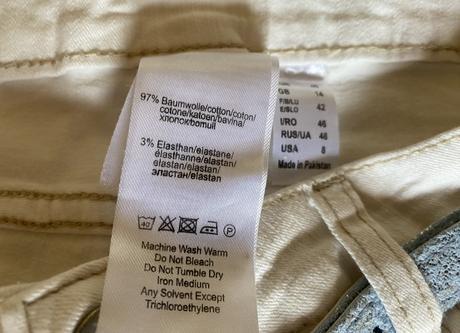 97% Baumwolle/cotton/coton/
cotone/katoen/bavlna/
хлопок/bomull
3% Elasthan/elastane/
élasthanne/elastan/
elastan/elastan/
эластан/elastan
40
P
Machine Wash Warm
Do Not Bleach
Do Not Tumble Dry
Iron Medium
Any Solvent Except
Trichloroethylene
GB 14
F/B/LU
E/SLO 42
I/RO 46
RUS/UA 48
USA 8
Made in Pakistan